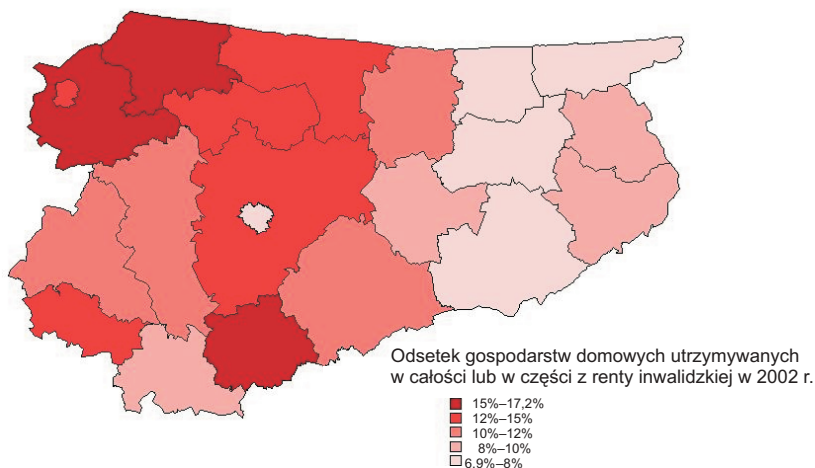 Odsetek gospodarstw domowych utrzymywanych
w całości lub w części z renty inwalidzkiej w 2002 r.
15%–17,2%
12%–15%
10%–12%
8%–10%
6,9%–8%